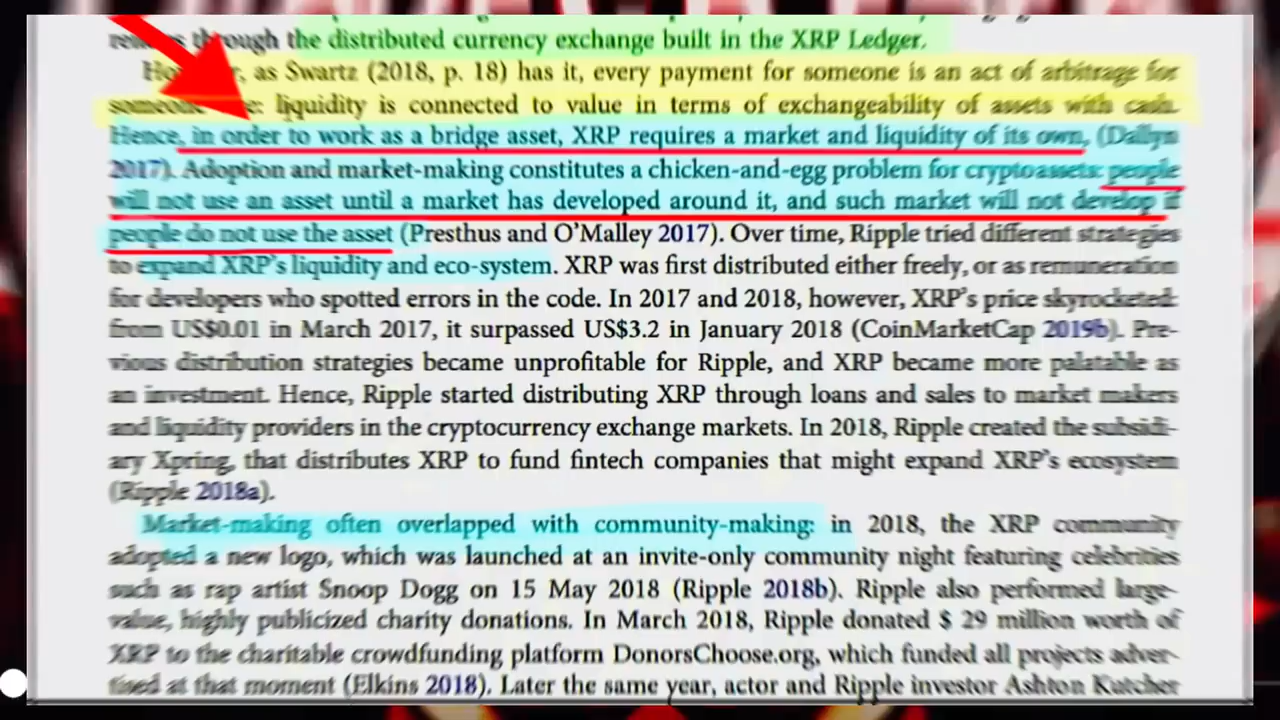 through the distributed currency exchange built in the XRP Ledger.
as Swartz (2018, p. 18) has it, every payment for someone is an act of arbitrage for
liquidity is connected to value in terms of exchangeability of assets with cash.
Hence, in order to work as a bridge asset, XRP requires a market and liquidity of its own, (Dallyn
2017). Adoption and market-making constitutes a chicken-and-egg problem for cryptoassets: people
will not use an asset until a market has developed around it, and such market will not develop if
people do not use the asset (Presthus and O’Malley 2017). Over time, Ripple tried different strategies
to expand XRP’s liquidity and eco-system. XRP was first distributed either freely, or as remuneration
for developers who spotted errors in the code. In 2017 and 2018, however, XRP’s price skyrocketed:
from US$0.01 in March 2017, it surpassed US$3.2 in January 2018 (CoinMarketCap 2019b). Pre-
vious distribution strategies became unprofitable for Ripple, and XRP became more palatable as
an investment. Hence, Ripple started distributing XRP through loans and sales to market makers
and liquidity providers in the cryptocurrency exchange markets. In 2018, Ripple created the subsidi-
ary Xpring, that distributes XRP to fund fintech companies that might expand XRP’s ecosystem
(Ripple 2018a).
Market-making often overlapped with community-making: in 2018, the XRP community
adopted a new logo, which was launched at an invite-only community night featuring celebrities
such as rap artist Snoop Dogg on 15 May 2018 (Ripple 2018b). Ripple also performed large-
value, highly publicized charity donations. In March 2018, Ripple donated $ 29 million worth of
XRP to the charitable crowdfunding platform DonorsChoose.org, which funded all projects adver-
tised at that moment (Elkins 2018). Later the same year, actor and Ripple investor Ashton Kutcher